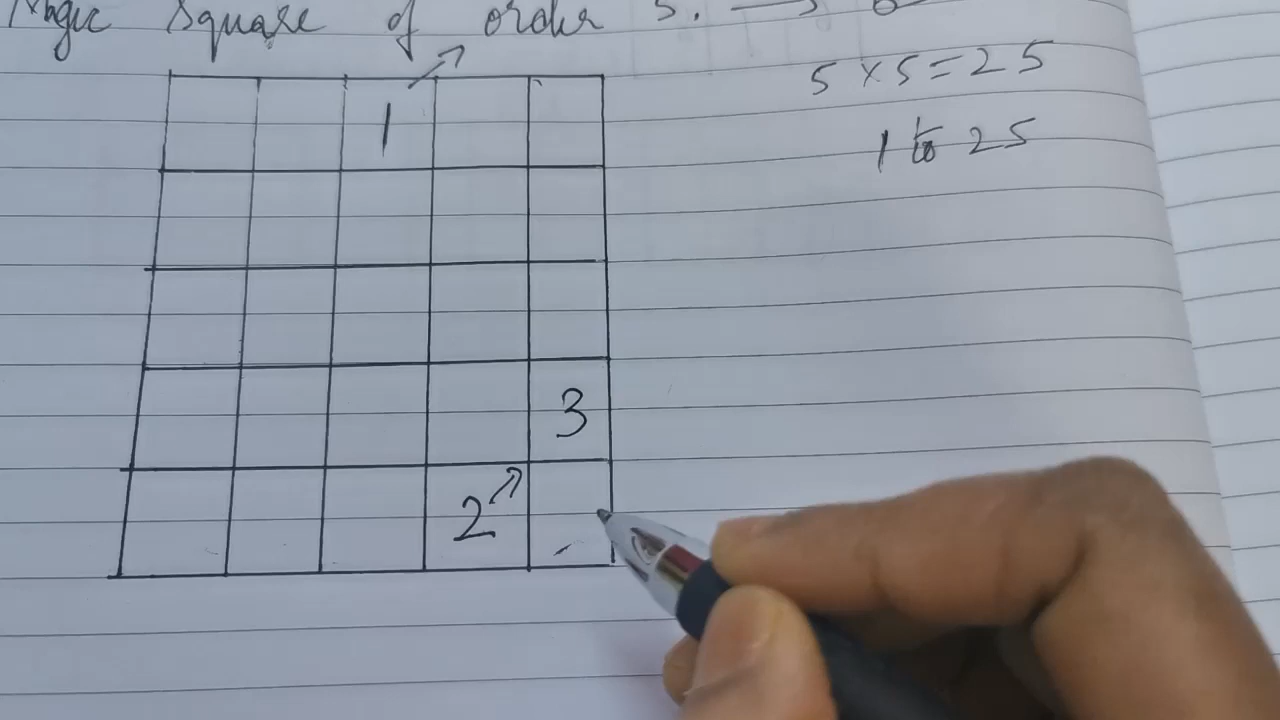 Magic Square of order 5.
5 × 5 = 25
1 to 25
1
3
2